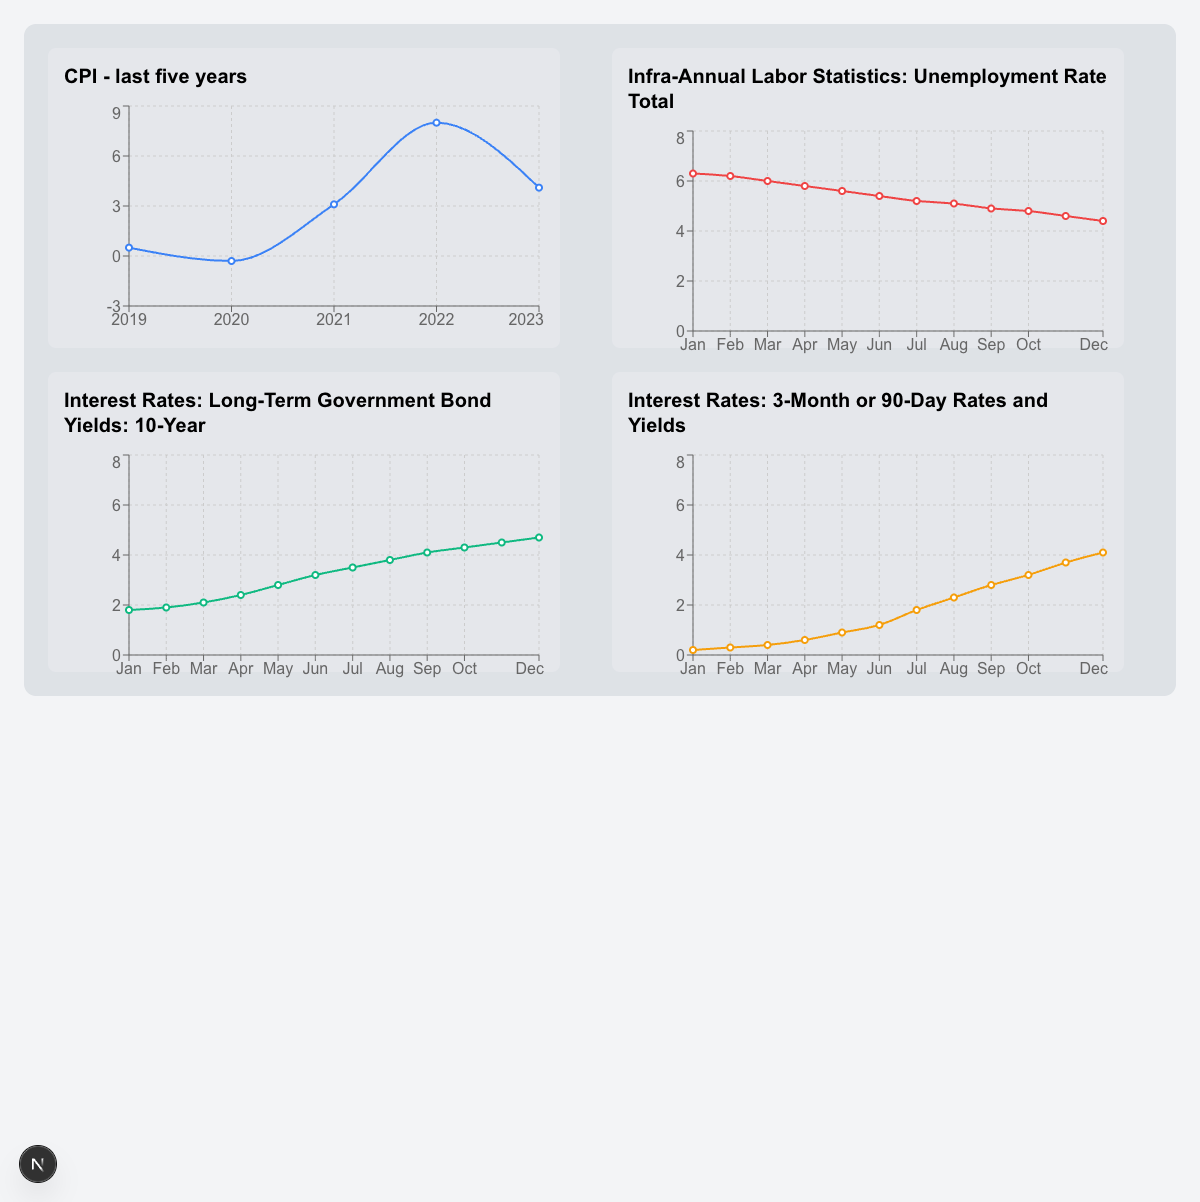 CPI - last five years
9
6
3
0
-3
2019 2020 2021 2022 2023
Infra-Annual Labor Statistics: Unemployment Rate
Total
8
6
4
2
0
Jan Feb Mar Apr May Jun Jul Aug Sep Oct Dec
Interest Rates: Long-Term Government Bond
Yields: 10-Year
8
6
4
2
0
Jan Feb Mar Apr May Jun Jul Aug Sep Oct Dec
Interest Rates: 3-Month or 90-Day Rates and
Yields
8
6
4
2
0
Jan Feb Mar Apr May Jun Jul Aug Sep Oct Dec
N